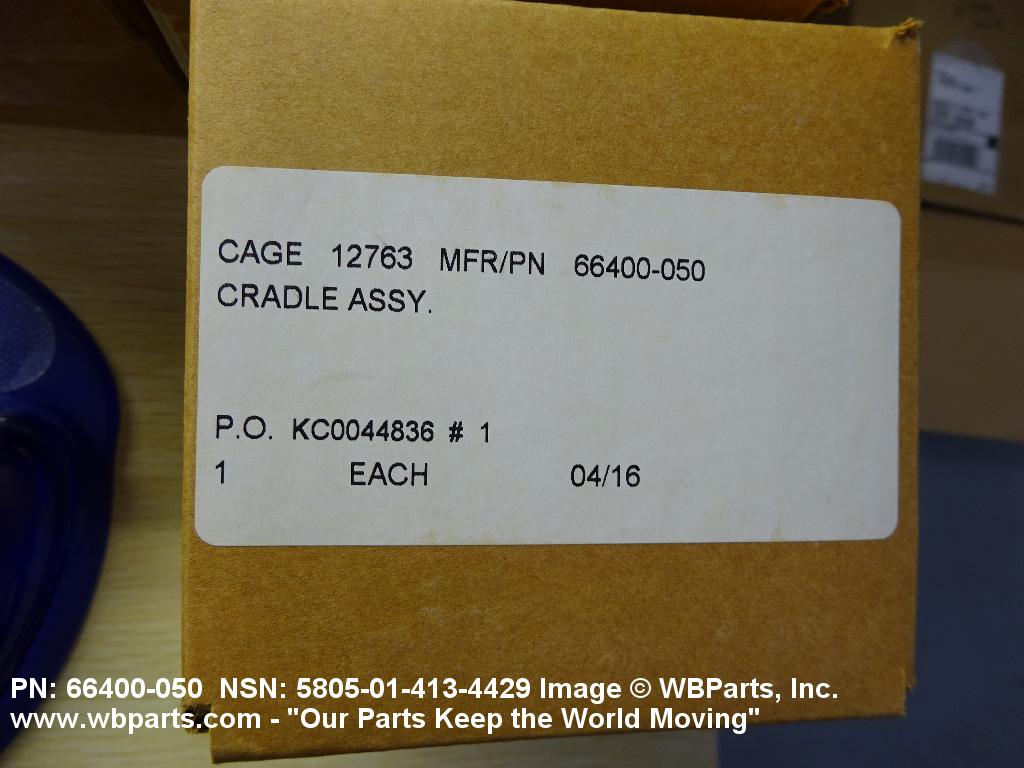 CAGE 12763 MFR/PN 66400-050
CRADLE ASSY.
P.O. KC0044836 # 1
1 EACH 04/16
PN: 66400-050 NSN: 5805-01-413-4429 Image © WBParts, Inc.
www.wbparts.com - "Our Parts Keep the World Moving"